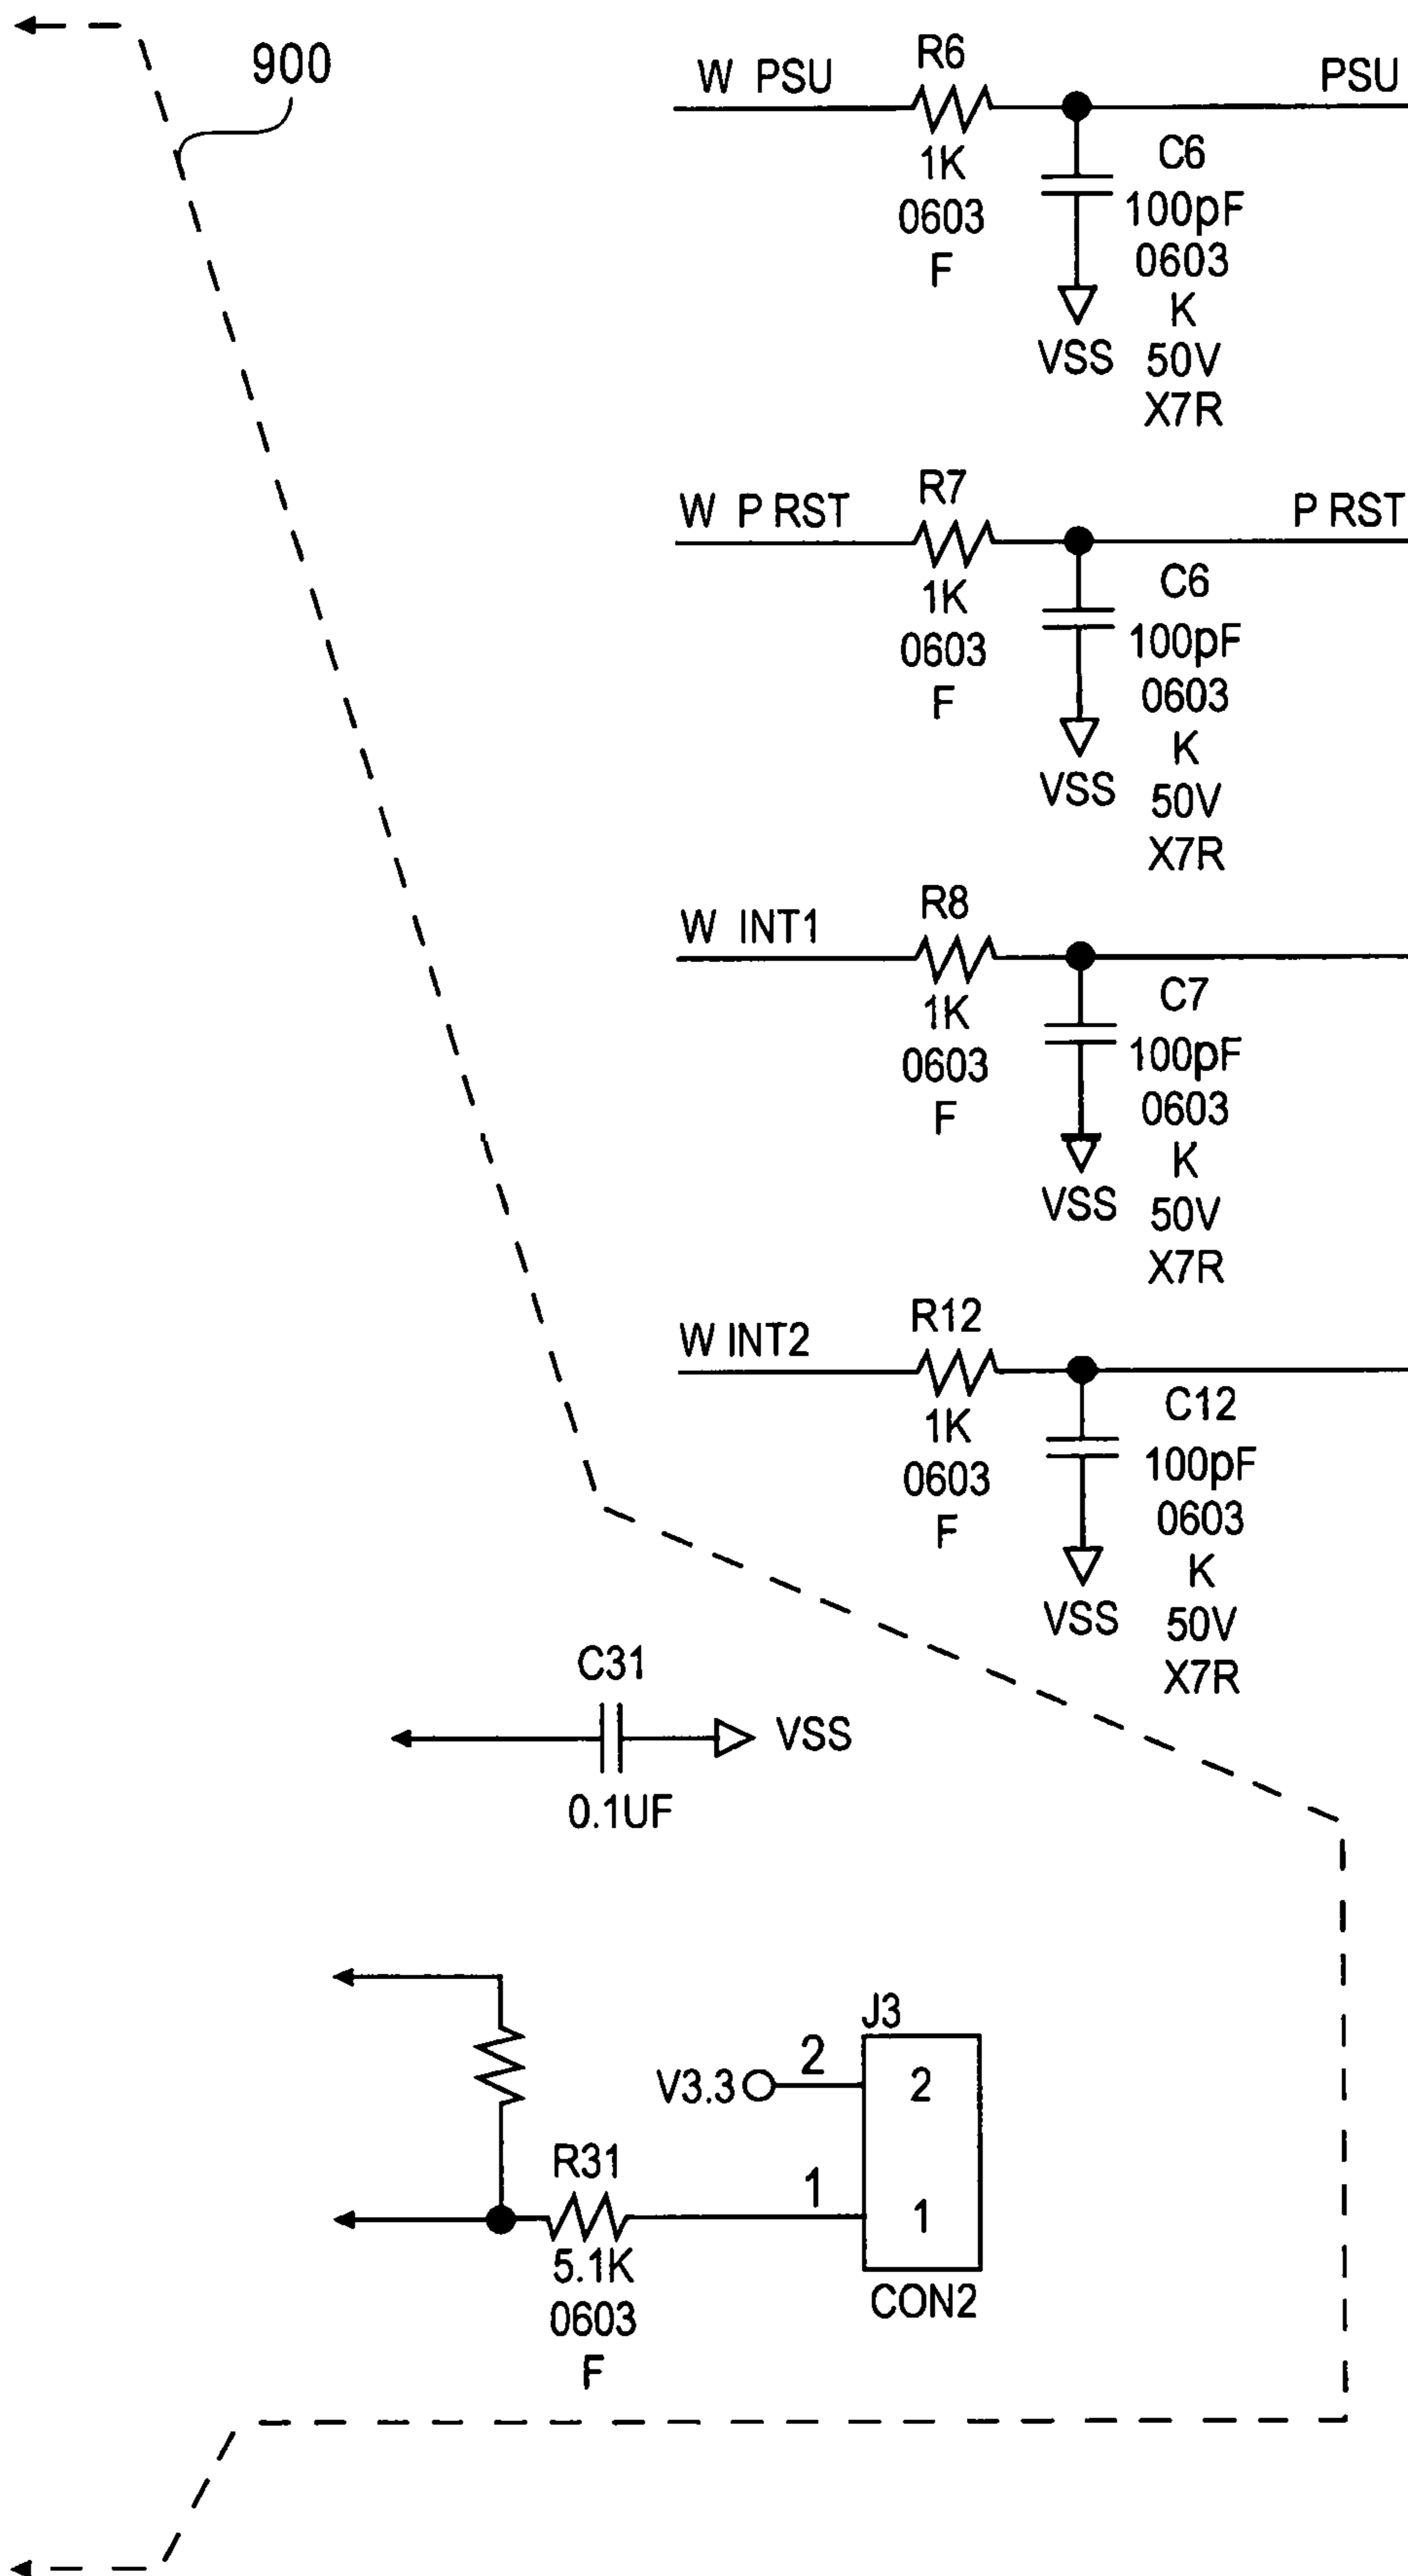 900
W PSU
R6
PSU
1K
0603
F
C6
100pF
0603
K
50V
X7R
VSS
W P RST
R7
P RST
1K
0603
F
C6
100pF
0603
K
50V
X7R
VSS
W INT1
R8
1K
0603
F
C7
100pF
0603
K
50V
X7R
VSS
W INT2
R12
1K
0603
F
C12
100pF
0603
K
50V
X7R
VSS
C31
VSS
0.1UF
J3
V3.3
2
2
R31
1
1
5.1K
0603
F
CON2